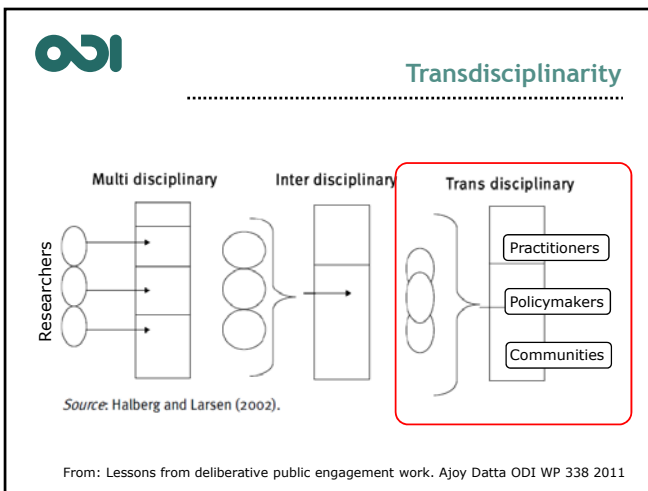 ODI
Transdisciplinarity
Multi disciplinary
Inter disciplinary
Trans disciplinary
Researchers
Practitioners
Policymakers
Communities
Source: Halberg and Larsen (2002).
From: Lessons from deliberative public engagement work. Ajoy Datta ODI WP 338 2011